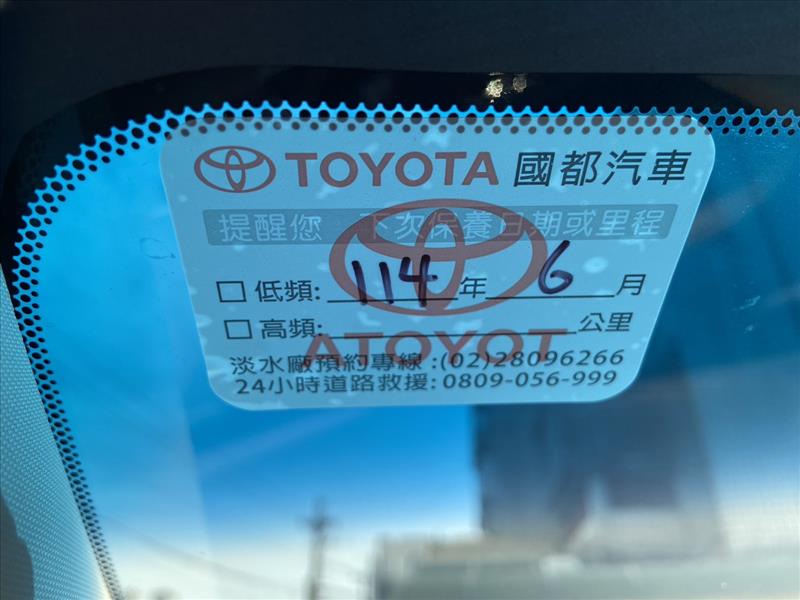 TOYOTA 國都汽車
提醒您 下次保養日期或里程
□ 低頻: 114 年 6 月
□ 高頻: 公里
TOYOTA
淡水廠預約專線:(02)28096266
24小時道路救援: 0809-056-999